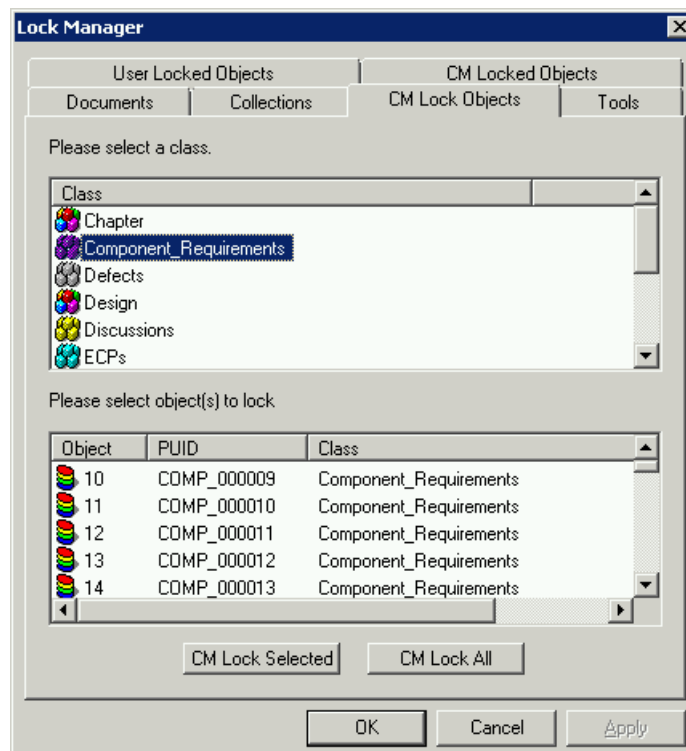 Lock Manager
User Locked Objects CM Locked Objects
Documents Collections CM Lock Objects Tools
Please select a class.
Class
Chapter
Component_Requirements
Defects
Design
Discussions
ECPs
Please select object(s) to lock
Object PUID Class
10 COMP_000009 Component_Requirements
11 COMP_000010 Component_Requirements
12 COMP_000011 Component_Requirements
13 COMP_000012 Component_Requirements
14 COMP_000013 Component_Requirements
CM Lock Selected CM Lock All
OK Cancel Apply